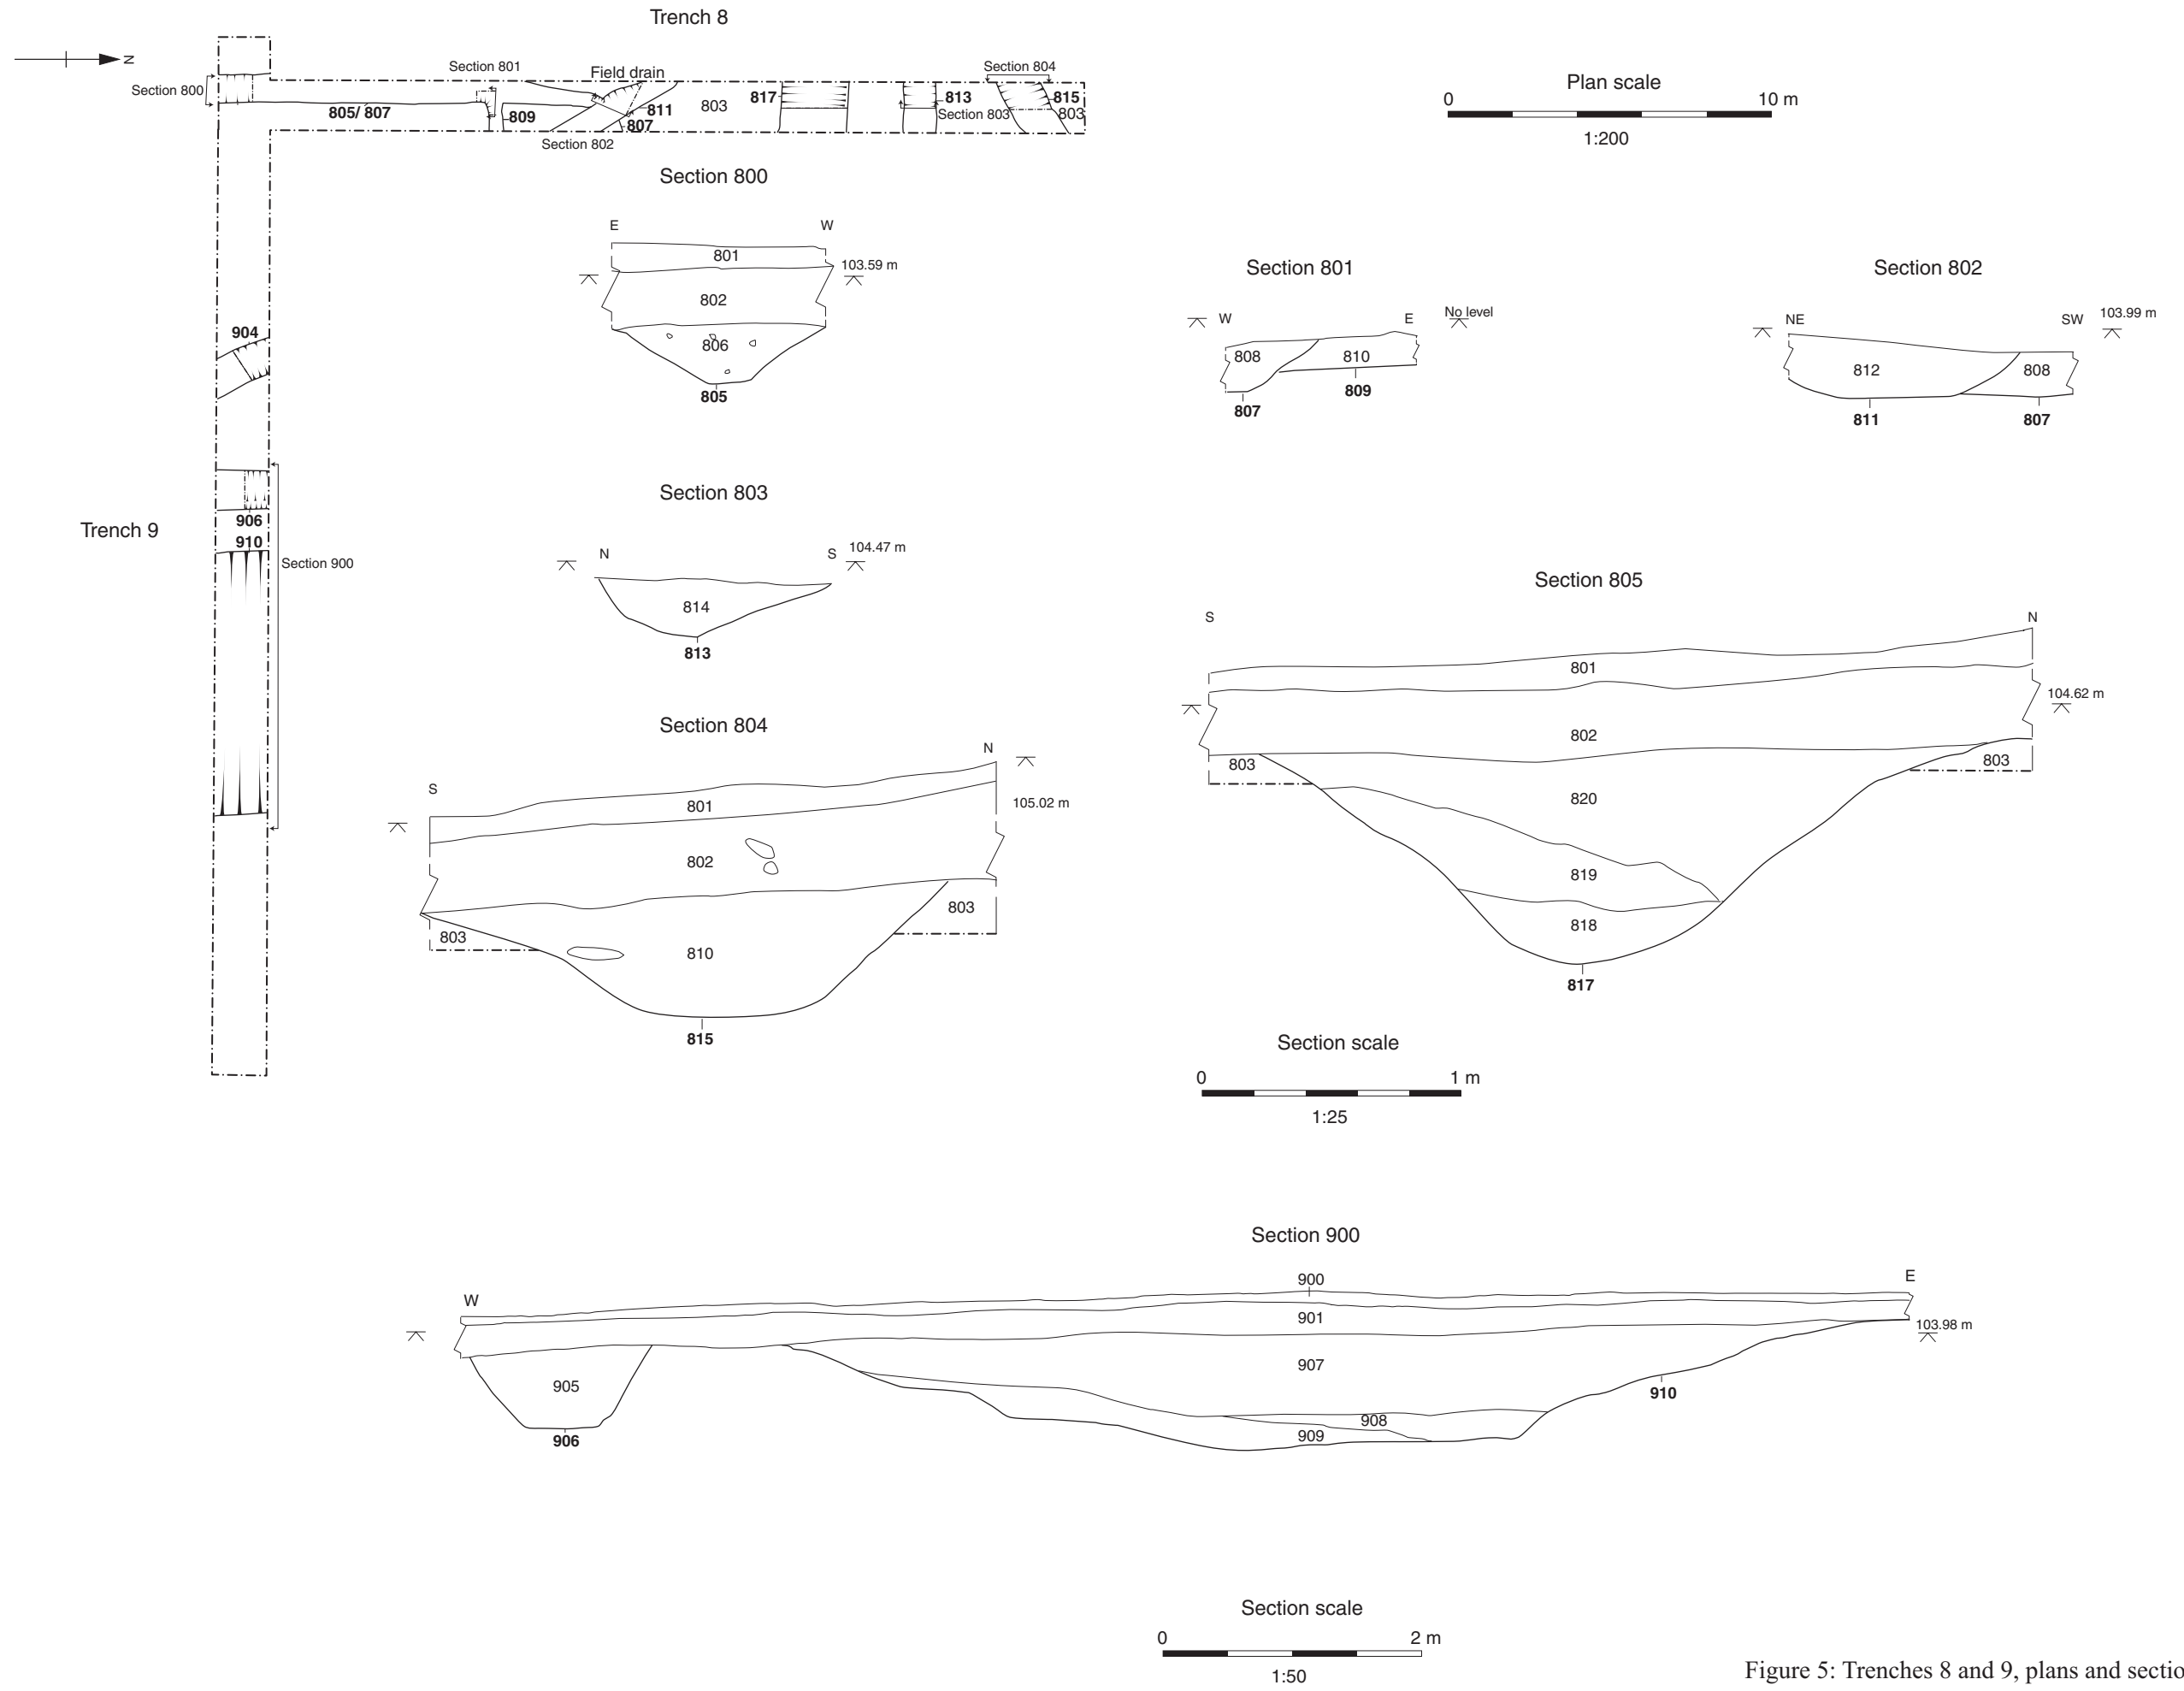 Trench 8
N
Section 800
Section 801
Field drain
Section 804
805/ 807
809
811
807
Section 802
803
817
813
Section 803
815
803
Plan scale
0 10 m
1:200
904
Trench 9
906
910
Section 900
Section 800
E W
801
103.59 m
802
806
805
Section 801
W E
No level
808
810
809
807
Section 802
NE SW
103.99 m
812
808
811
807
Section 803
N S
104.47 m
814
813
Section 804
S N
105.02 m
801
802
803
803
810
815
Section 805
S N
801
104.62 m
802
803
803
820
819
818
817
Section scale
0 1 m
1:25
Section 900
W E
900
901
103.98 m
907
905
910
908
909
906
Section scale
0 2 m
1:50
Figure 5: Trenches 8 and 9, plans and sectio